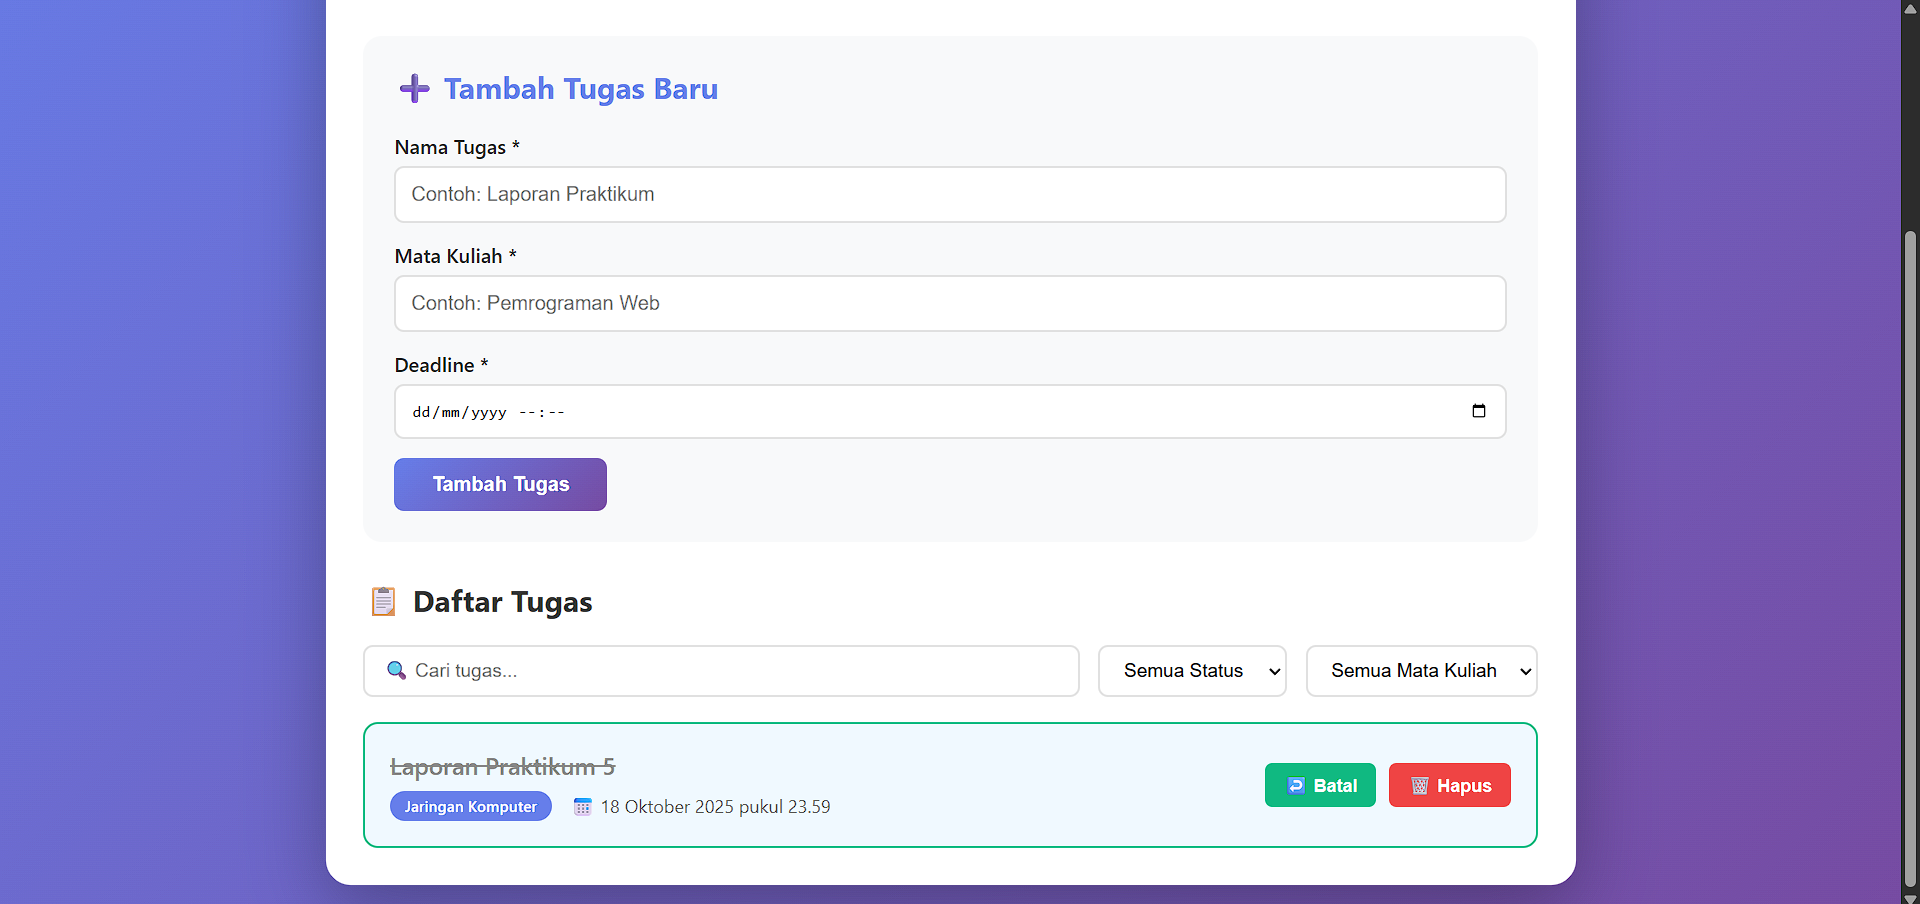 Tambah Tugas Baru
Nama Tugas *
Contoh: Laporan Praktikum
Mata Kuliah *
Contoh: Pemrograman Web
Deadline *
dd/mm/yyyy --:--
Tambah Tugas
Daftar Tugas
Cari tugas...
Semua Status
Semua Mata Kuliah
Laporan Praktikum 5
Jaringan Komputer
18 Oktober 2025 pukul 23.59
Batal
Hapus